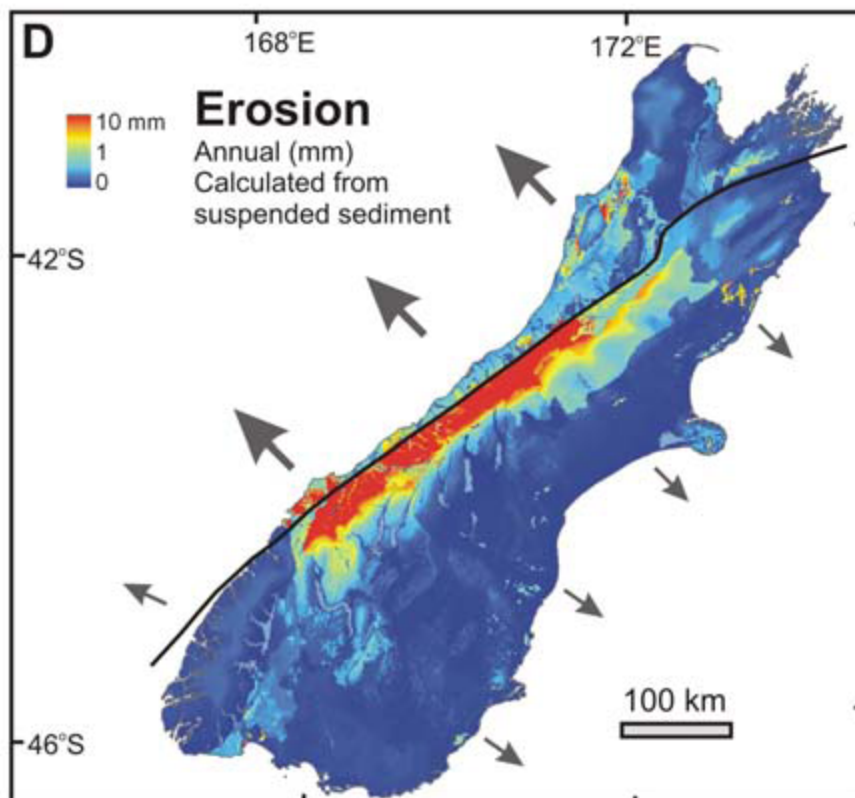 D
168°E
172°E
10 mm
1
0
Erosion
Annual (mm)
Calculated from
suspended sediment
42°S
100 km
46°S